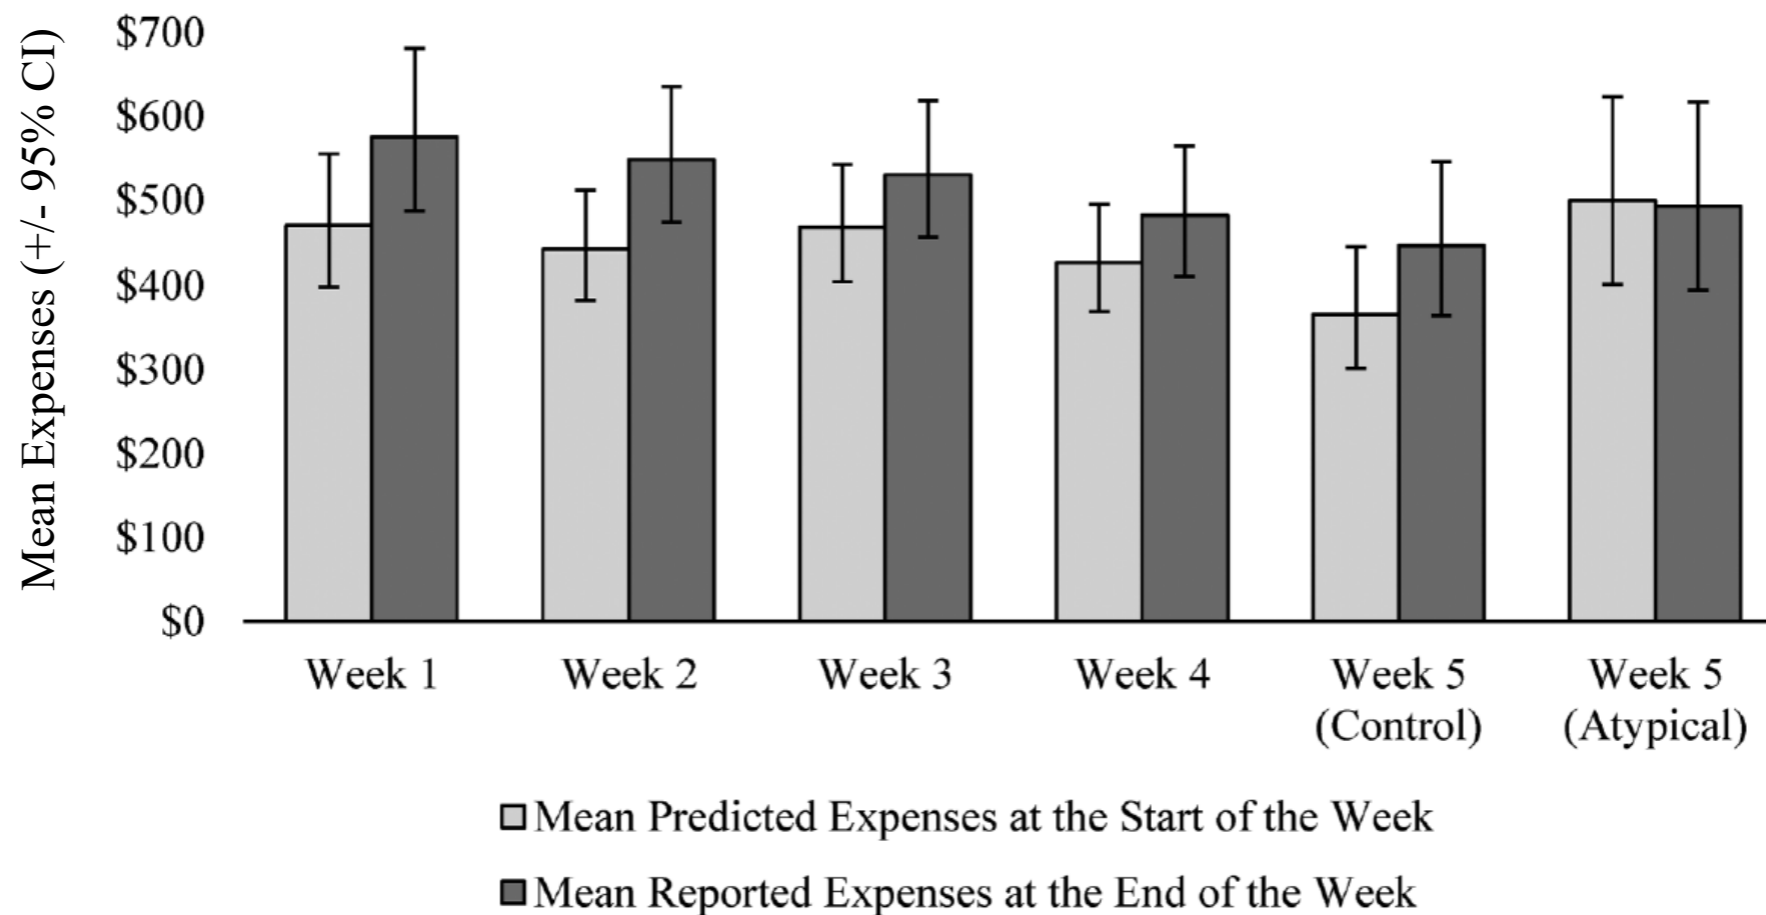 Mean Expenses (+/- 95% CI)
$700
$600
$500
$400
$300
$200
$100
$0
Week 1
Week 2
Week 3
Week 4
Week 5
(Control)
Week 5
(Atypical)
Mean Predicted Expenses at the Start of the Week
Mean Reported Expenses at the End of the Week